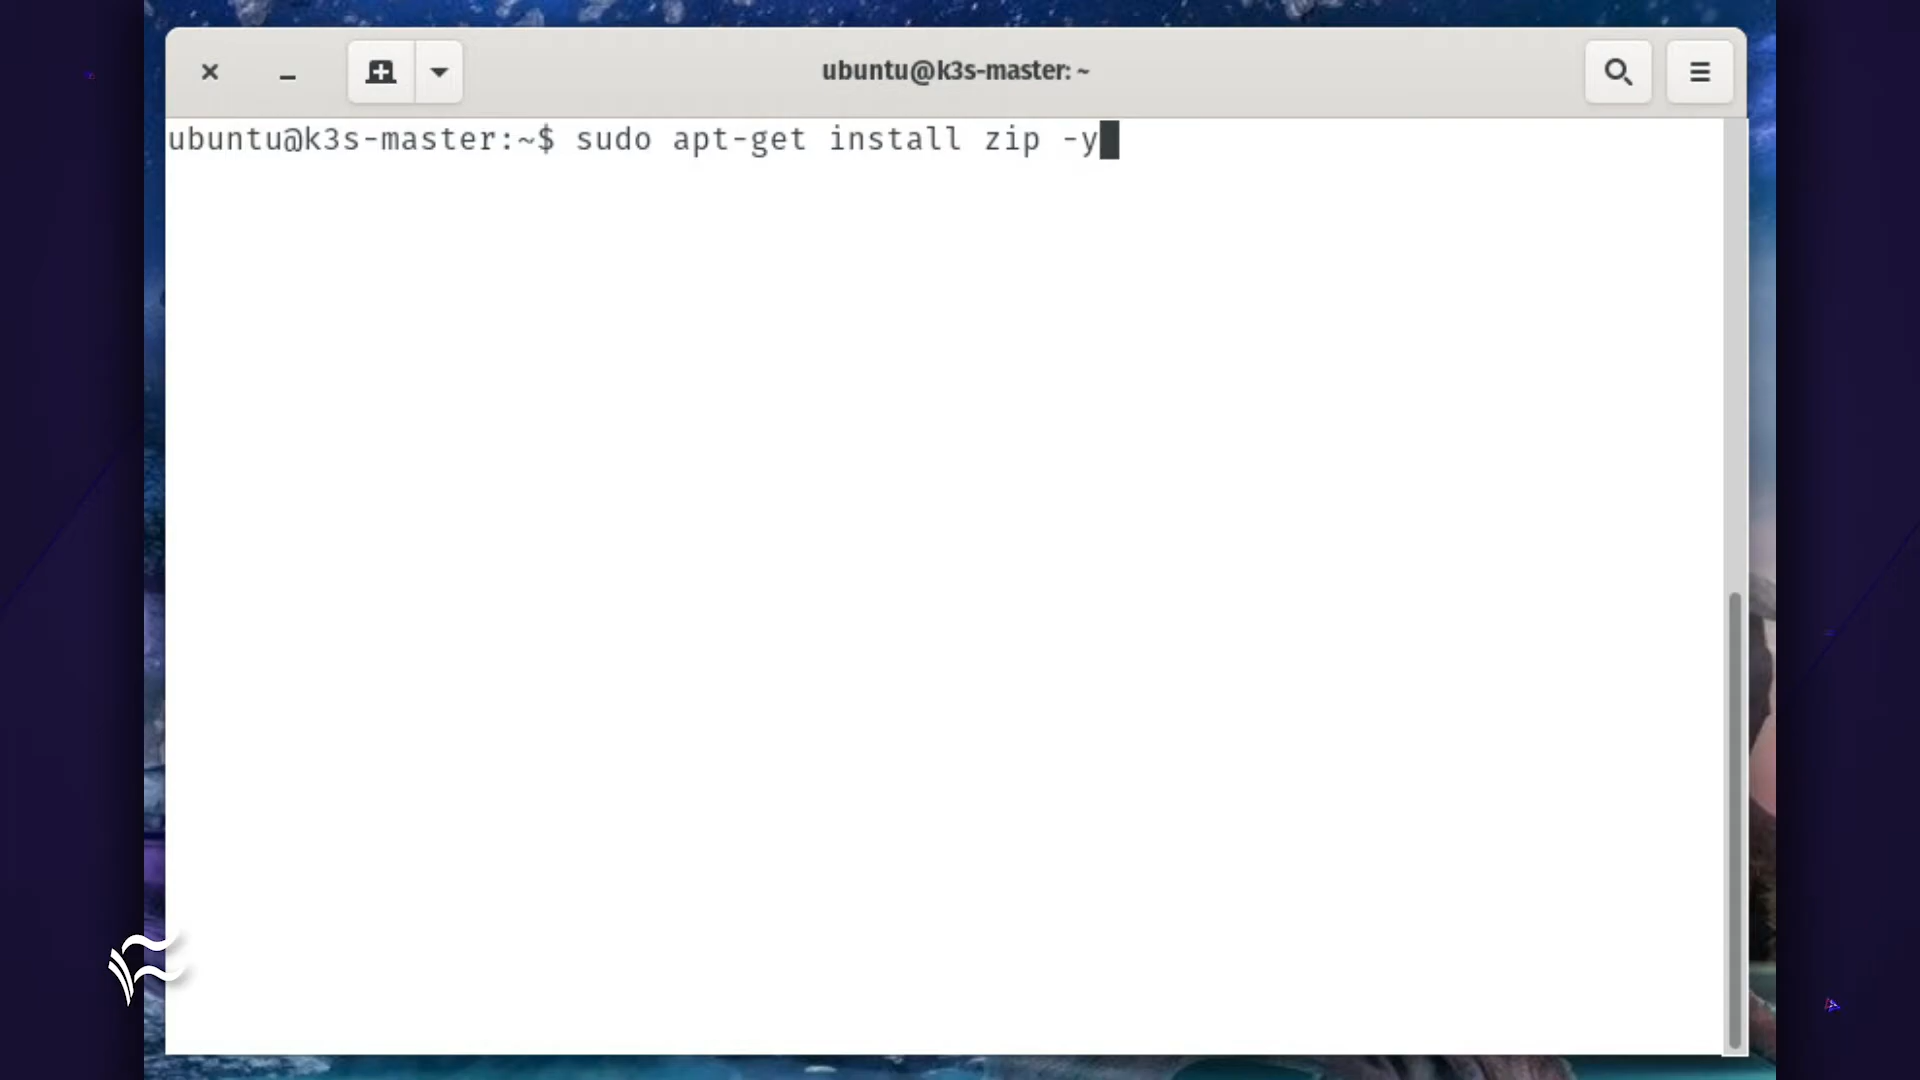 ubuntu@k3s-master: ~
ubuntu@k3s-master:~$ sudo apt-get install zip -y